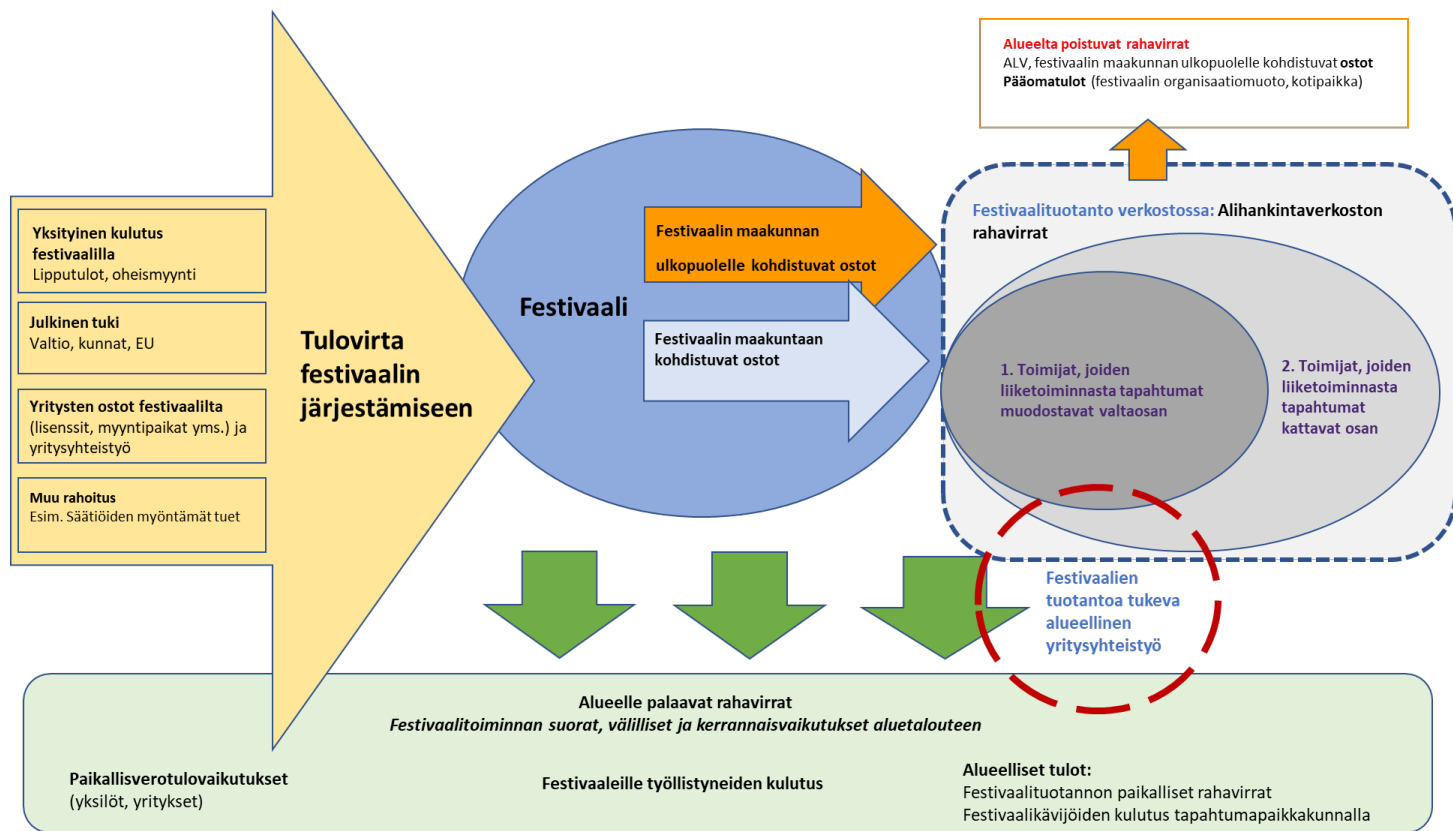 Alueelta poistuvat rahavirrat
ALV, festivaalin maakunnan ulkopuolelle kohdistuvat ostot
Pääomatulot (festivaalin organisaatiomuoto, kotipaikka)
Yksityinen kulutus
festivaalilla
Lipputulot, oheismyynti
Julkinen tuki
Valtio, kunnat, EU
Yritysten ostot festivaalilta
(lisenssit, myyntipaikat yms.) ja
yritysyhteistyö
Muu rahoitus
Esim. Säätiöiden myöntämät tuet
Tulovirta
festivaalin
järjestämiseen
Festivaali
Festivaalin maakunnan
ulkopuolelle kohdistuvat ostot
Festivaalin maakuntaan
kohdistuvat ostot
Festivaalituotanto verkostossa: Alihankintaverkoston
rahavirrat
1. Toimijat, joiden
liiketoiminnasta tapahtumat
muodostavat valtaosan
2. Toimijat, joiden
liiketoiminnasta
tapahtumat
kattavat osan
Festivaalien
tuotantoa tukeva
alueellinen
yritysyhteistyö
Alueelle palaavat rahavirrat
Festivaalitoiminnan suorat, välilliset ja kerrannaisvaikutukset aluetalouteen
Paikallisverotulovaikutukset
(yksilöt, yritykset)
Festivaaleille työllistyneiden kulutus
Alueelliset tulot:
Festivaalituotannon paikalliset rahavirrat
Festivaalikävijöiden kulutus tapahtumapaikkakunnalla